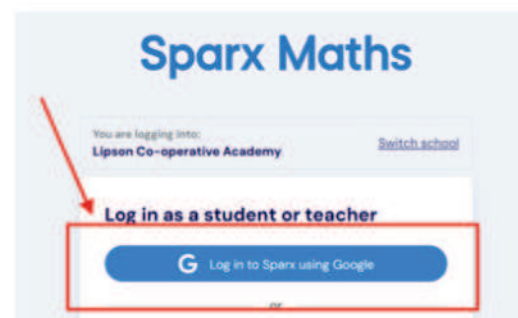 Sparx Maths
You are logging into:
Lipson Co-operative Academy
Switch school
Log in as a student or teacher
G Log in to Sparx using Google
or